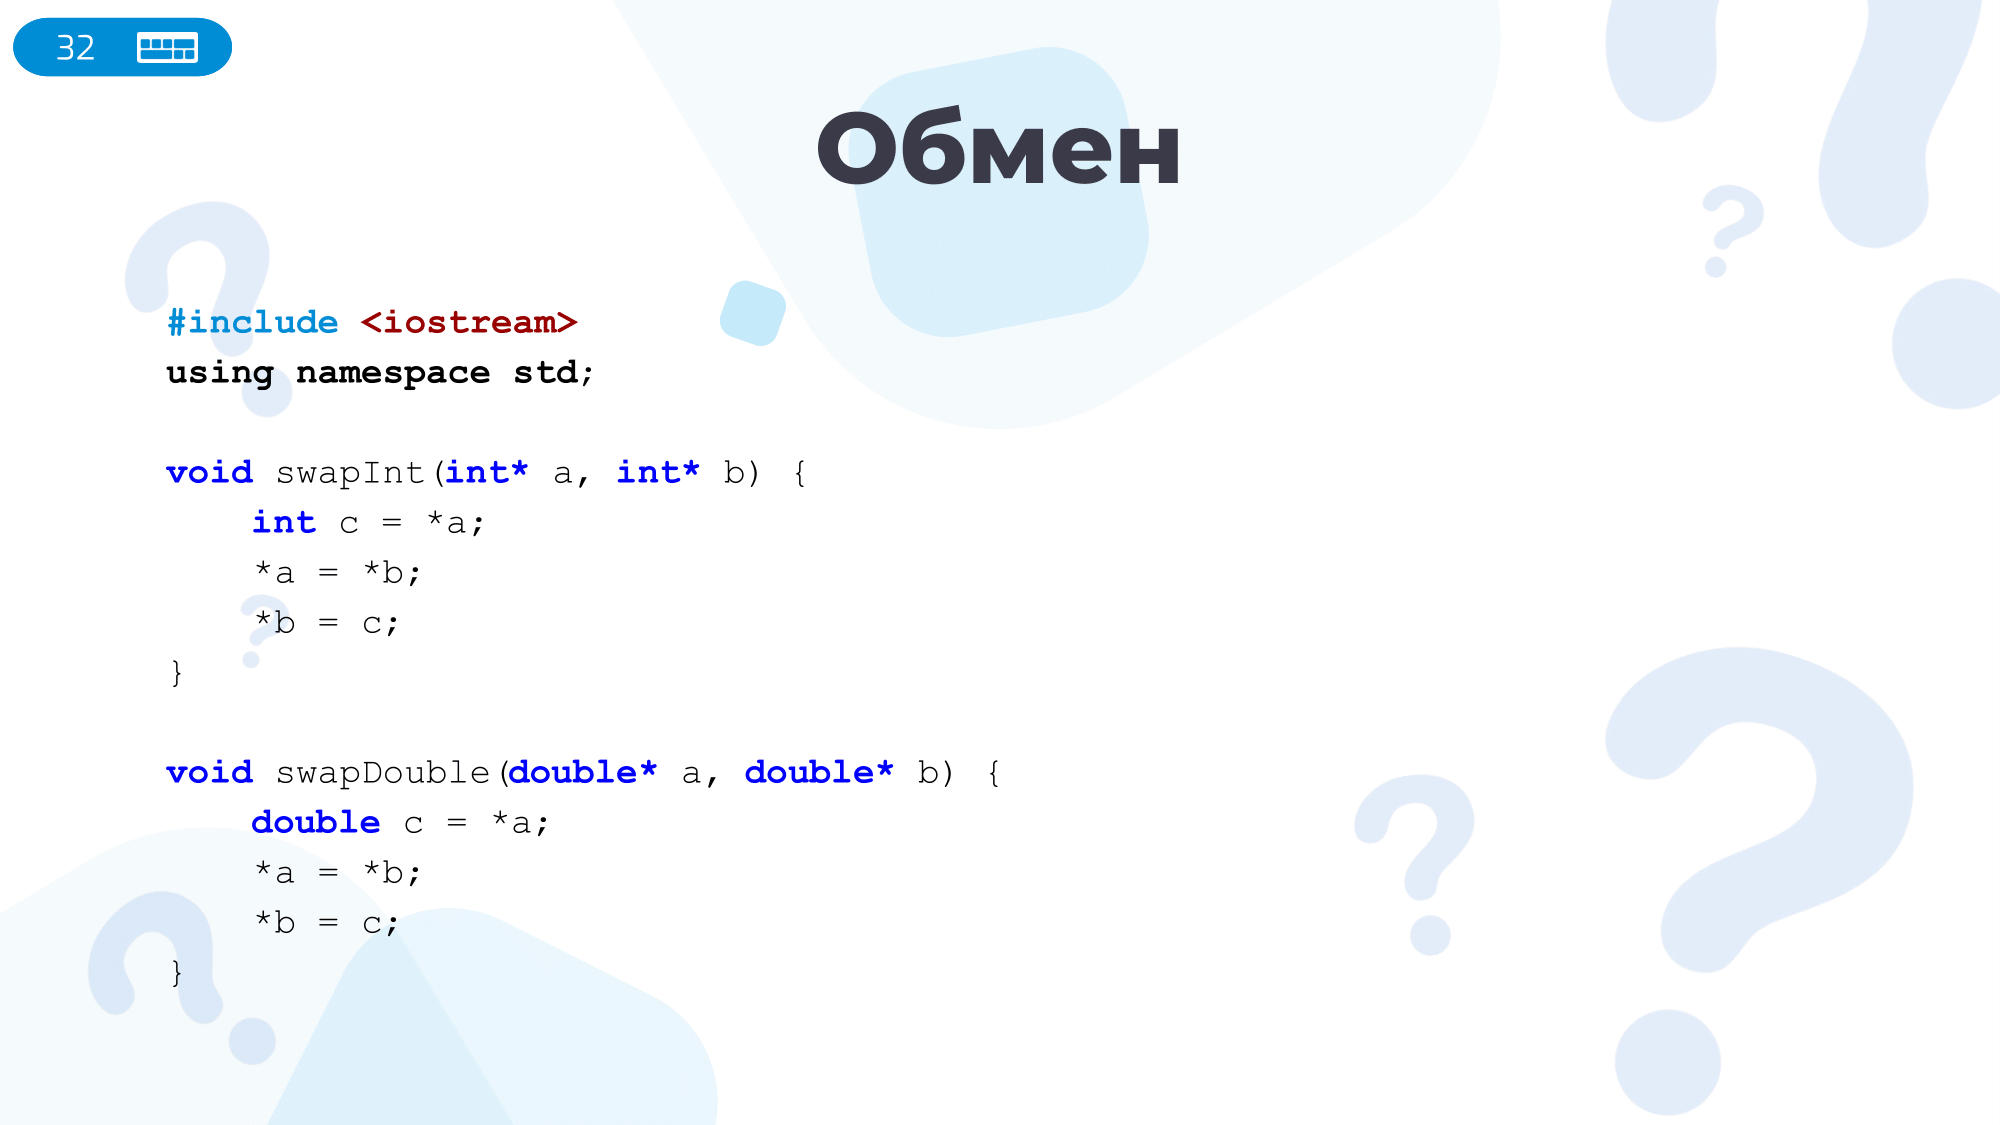 32
Обмен
#include <iostream>
using namespace std;
void swapInt(int* a, int* b) {
    int c = *a;
    *a = *b;
    *b = c;
}
void swapDouble(double* a, double* b) {
    double c = *a;
    *a = *b;
    *b = c;
}